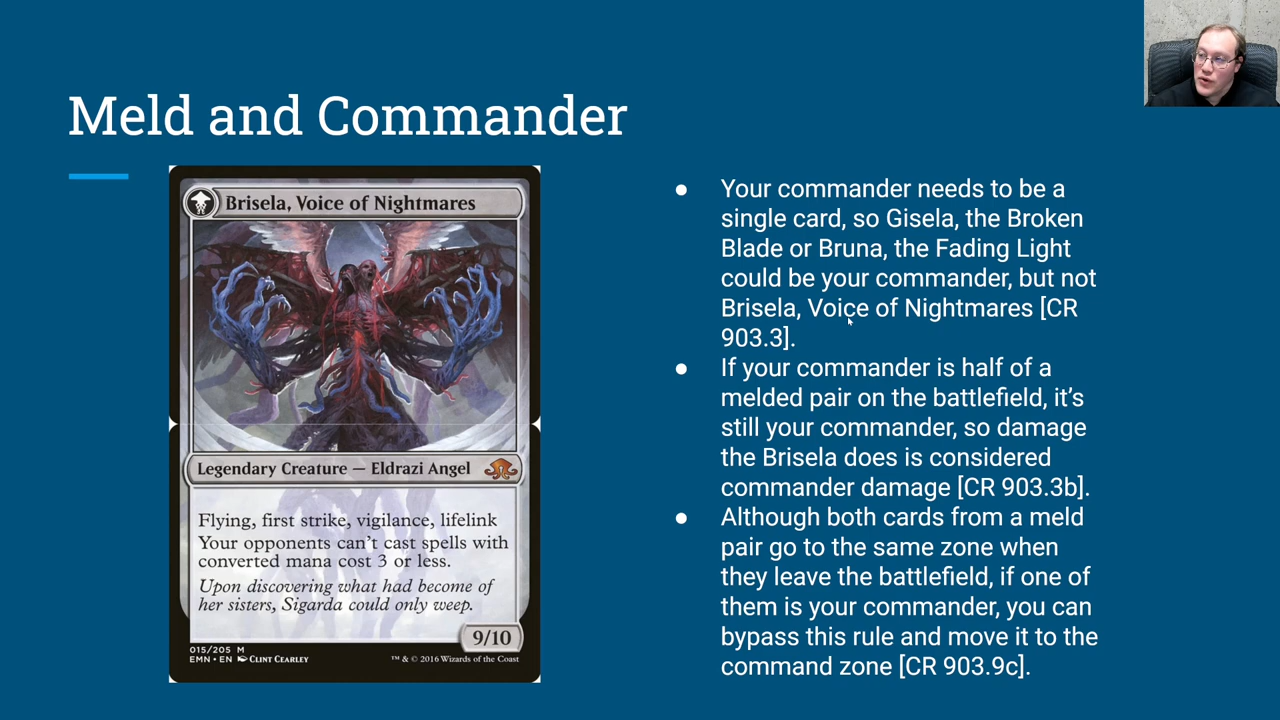 Meld and Commander
Brisela, Voice of Nightmares
Legendary Creature — Eldrazi Angel
Flying, first strike, vigilance, lifelink
Your opponents can't cast spells with
converted mana cost 3 or less.
Upon discovering what had become of
her sisters, Sigarda could only weep.
9/10
015/205 M
EMN • EN Clint Cearley
™ & © 2016 Wizards of the Coast
● Your commander needs to be a
single card, so Gisela, the Broken
Blade or Bruna, the Fading Light
could be your commander, but not
Brisela, Voice of Nightmares [CR
903.3].
● If your commander is half of a
melded pair on the battlefield, it’s
still your commander, so damage
the Brisela does is considered
commander damage [CR 903.3b].
● Although both cards from a meld
pair go to the same zone when
they leave the battlefield, if one of
them is your commander, you can
bypass this rule and move it to the
command zone [CR 903.9c].